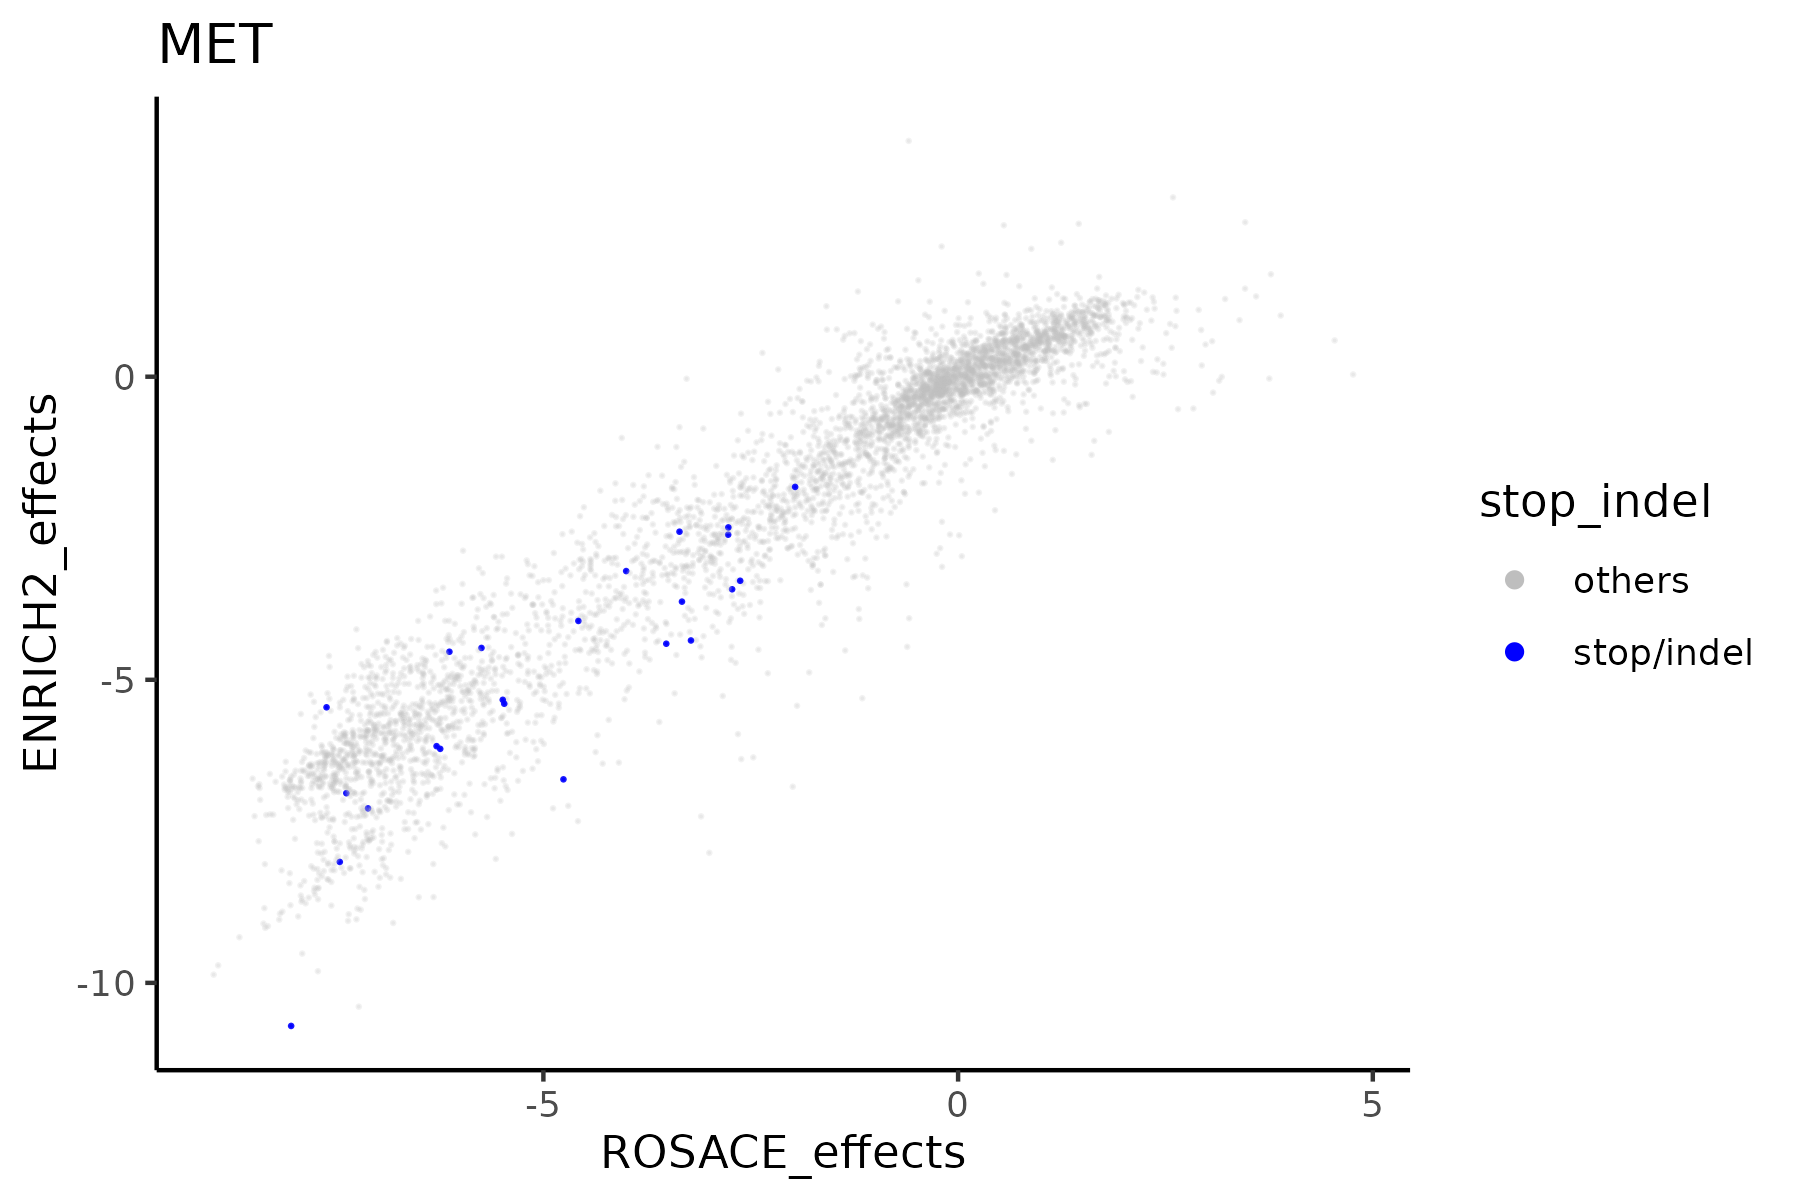 MET
ENRICH2_effects
0
-5
-10
-5
0
5
ROSACE_effects
stop_indel
others
stop/indel